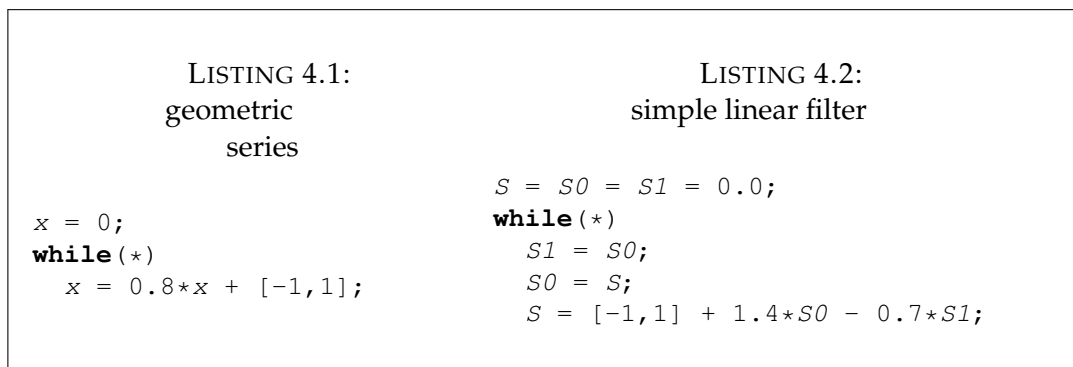 LISTING 4.1:
geometric
series
x = 0;
while(*)
x = 0.8*x + [-1,1];
LISTING 4.2:
simple linear filter
S = S0 = S1 = 0.0;
while(*)
S1 = S0;
S0 = S;
S = [-1,1] + 1.4*S0 - 0.7*S1;